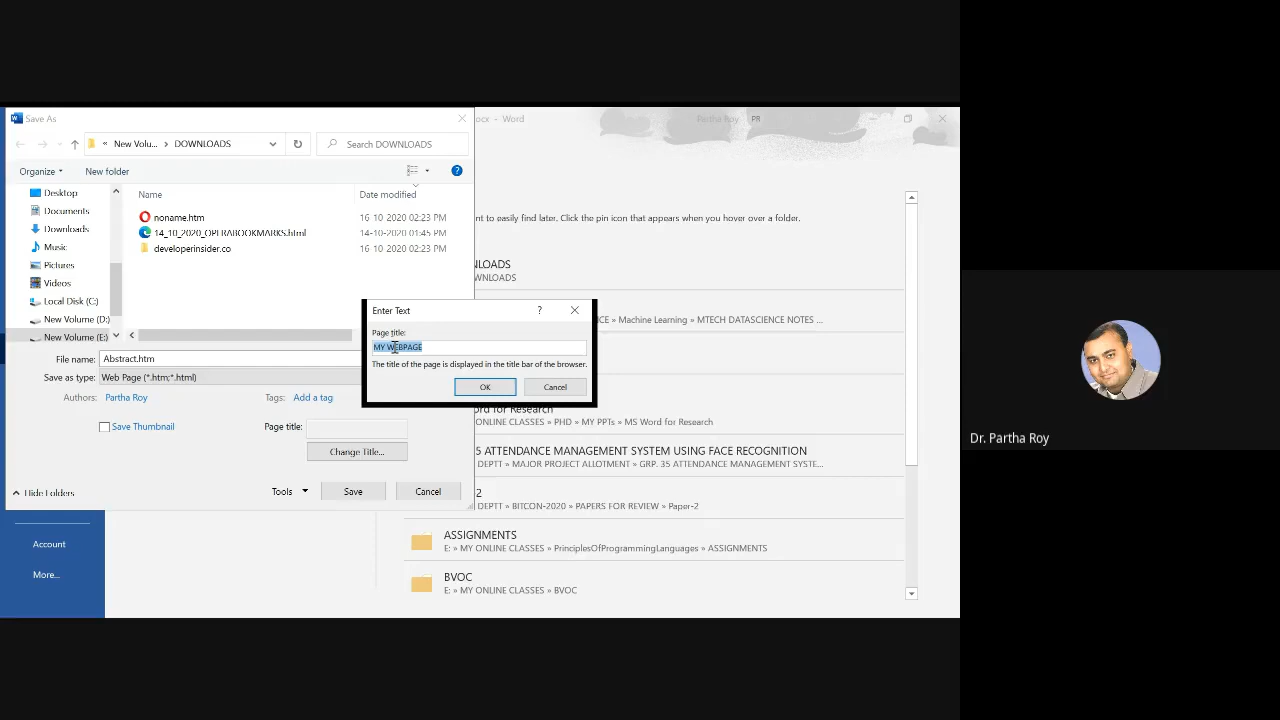 Save As
ocx - Word
Partha Roy
PR
« New Volu... > DOWNLOADS
Search DOWNLOADS
Organize
New folder
Desktop
Documents
Downloads
Music
Pictures
Videos
Local Disk (C:)
New Volume (D:)
New Volume (E:)
Name
Date modified
noname.htm
16-10-2020 02:23 PM
14_10_2020_OPERABOOKMARKS.html
14-10-2020 01:45 PM
developerinsider.co
16-10-2020 02:23 PM
nt to easily find later. Click the pin icon that appears when you hover over a folder.
NLOADS
WNLOADS
CE » Machine Learning » MTECH DATASCIENCE NOTES ...
Enter Text
?
Page title:
MY WEBPAGE
The title of the page is displayed in the title bar of the browser.
OK
Cancel
File name:
Abstract.htm
Save as type:
Web Page (*.htm;*.html)
Authors:
Partha Roy
Tags:
Add a tag
Save Thumbnail
Page title:
Change Title...
Hide Folders
Tools
Save
Cancel
ord for Research
ONLINE CLASSES » PHD » MY PPTs » MS Word for Research
5 ATTENDANCE MANAGEMENT SYSTEM USING FACE RECOGNITION
DEPTT » MAJOR PROJECT ALLOTMENT » GRP. 35 ATTENDANCE MANAGEMENT SYSTE...
2
DEPTT » BITCON-2020 » PAPERS FOR REVIEW » Paper-2
Account
More...
ASSIGNMENTS
E: » MY ONLINE CLASSES » PrinciplesOfProgrammingLanguages » ASSIGNMENTS
BVOC
E: » MY ONLINE CLASSES » BVOC
Dr. Partha Roy